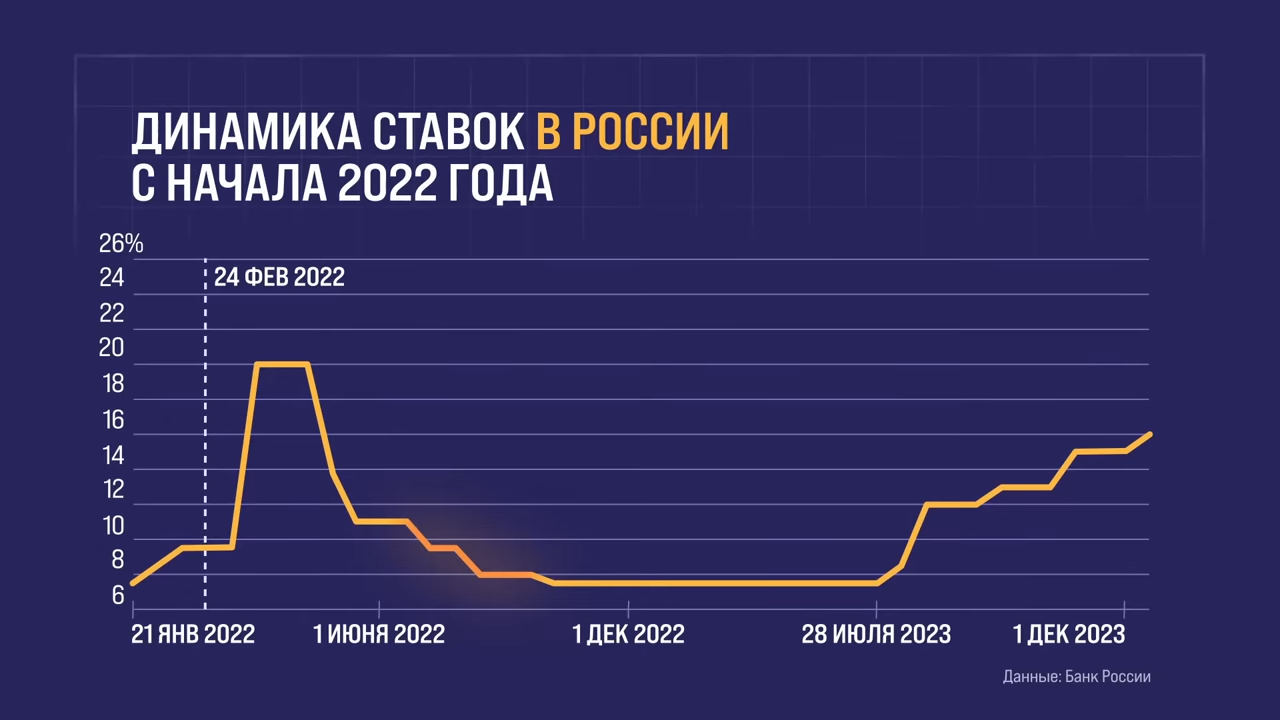 ДИНАМИКА СТАВОК В РОССИИ
С НАЧАЛА 2022 ГОДА
26%
24
24 ФЕВ 2022
22
20
18
16
14
12
10
8
6
21 ЯНВ 2022
1 ИЮНЯ 2022
1 ДЕК 2022
28 ИЮЛЯ 2023
1 ДЕК 2023
Данные: Банк России